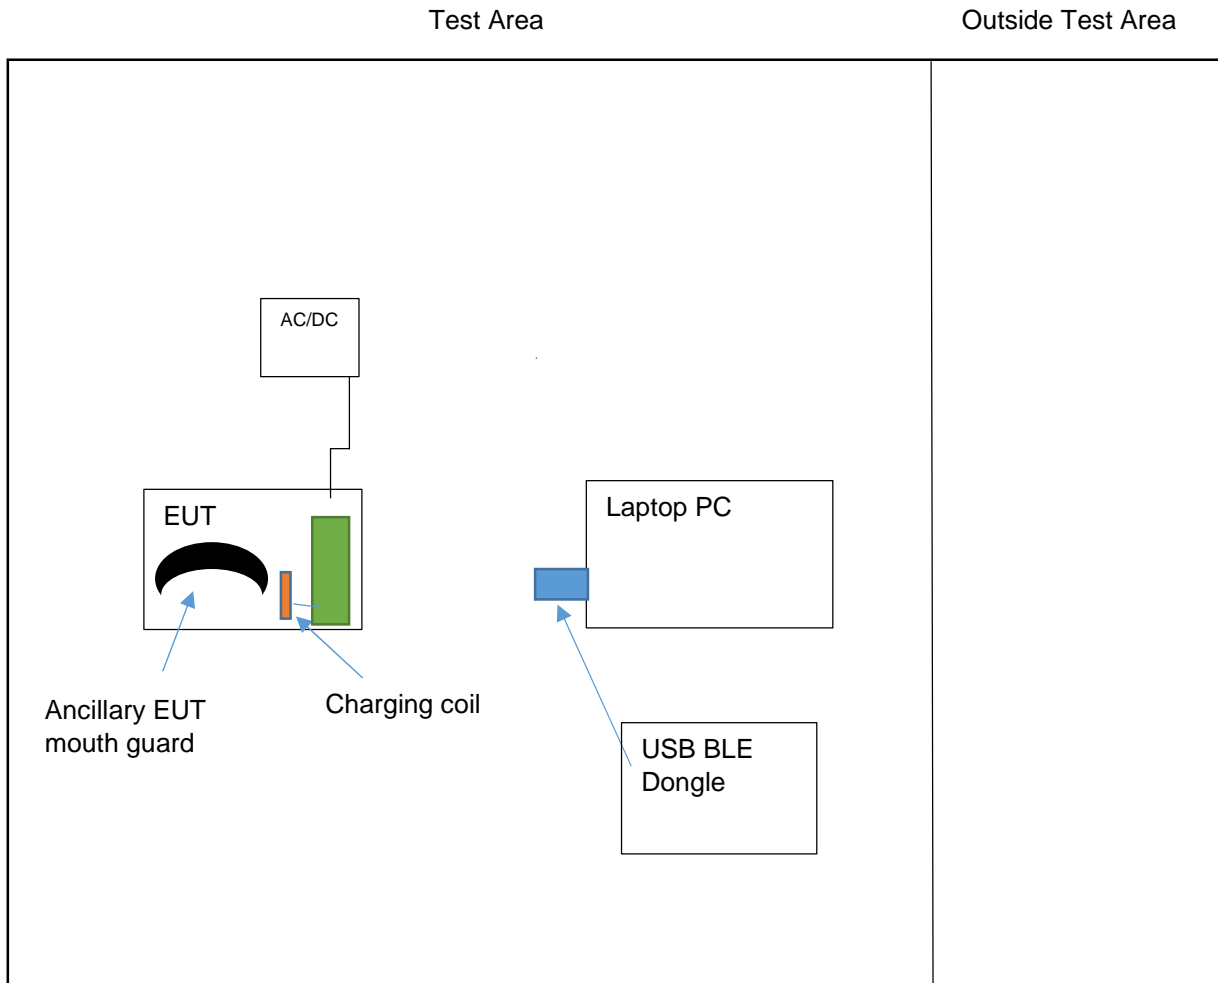 Test Area
Outside Test Area
AC/DC
EUT
Laptop PC
Ancillary EUT
mouth guard
Charging coil
USB BLE
Dongle